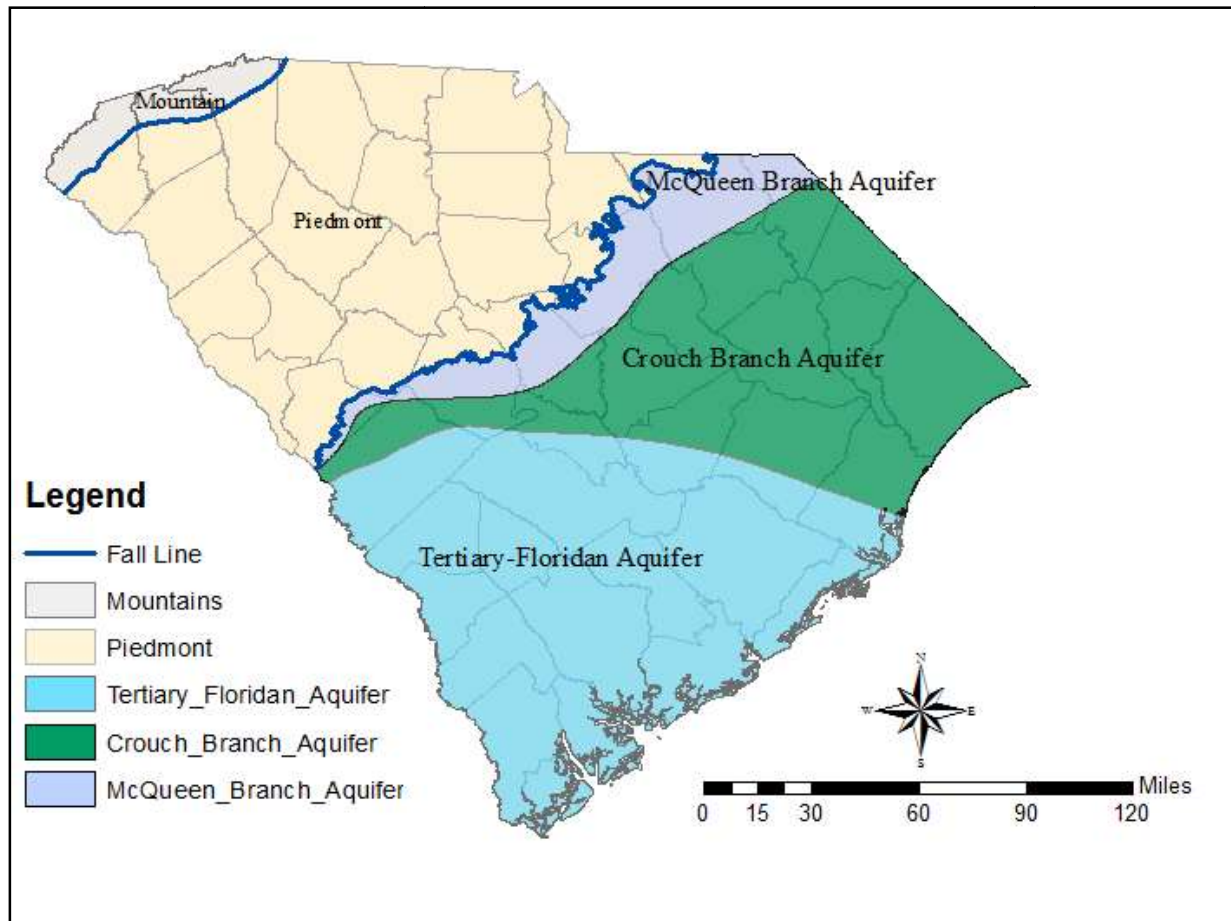 Mountain
McQueen Branch Aquifer
Piedmont
Crouch Branch Aquifer
Tertiary-Floridan Aquifer
Legend
Fall Line
Mountains
Piedmont
Tertiary_Floridan_Aquifer
Crouch_Branch_Aquifer
McQueen_Branch_Aquifer
N
W E
S
Miles
0 15 30 60 90 120